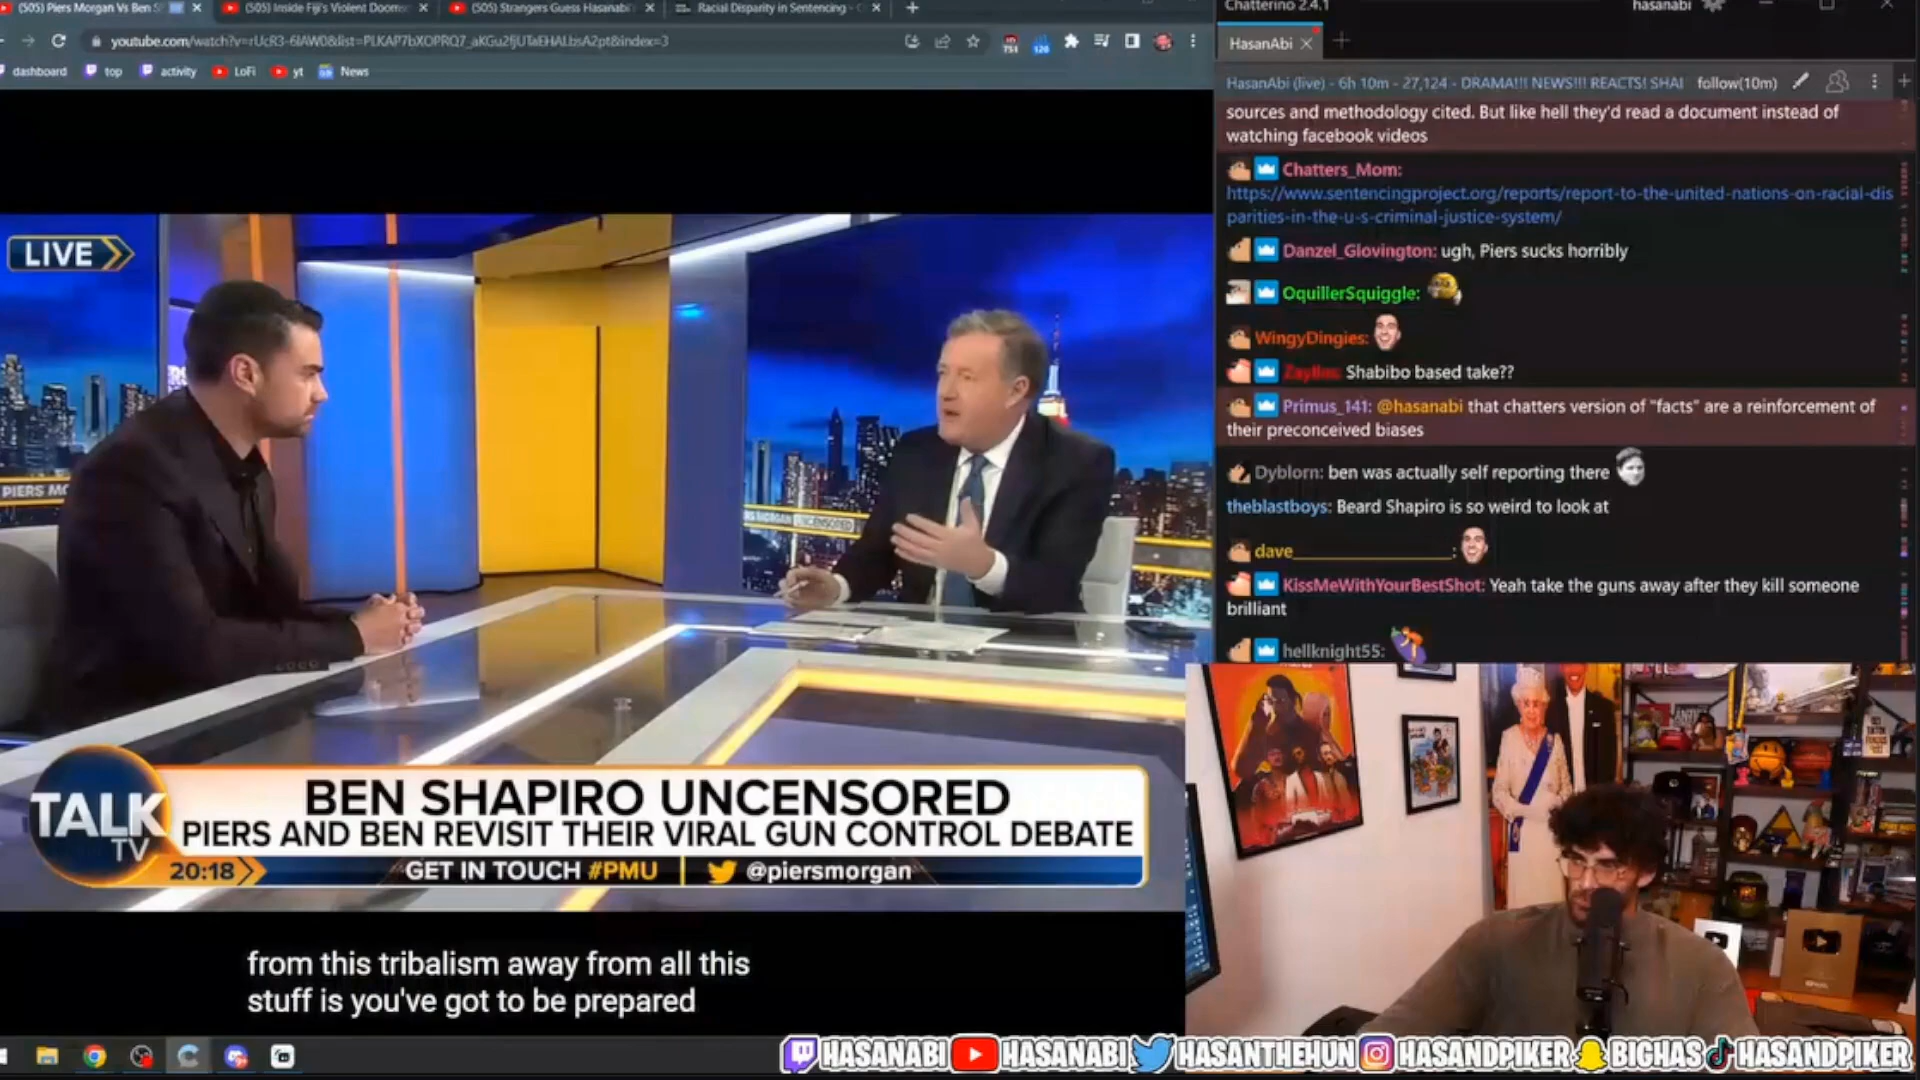 (505) Piers Morgan Vs Ben S
(505) Inside Fiji's Violent Dooms
(505) Strangers Guess Hasanabi
Racial Disparity in Sentencing -
youtube.com/watch?v=rUcR3-6IAW0&list=PLKAP7bXOPRQ7_aKGu2fjUTaEHALbsA2pt&index=3
751
120
dashboard
top
activity
LoFi
yt
News
Chatterino 2.4.1
hasanabi
HasanAbi
HasanAbi (live) - 6h 10m - 27,124 - DRAMA!!! NEWS!!! REACTS! SHAI
follow(10m)
sources and methodology cited. But like hell they'd read a document instead of
watching facebook videos
Chatters_Mom:
https://www.sentencingproject.org/reports/report-to-the-united-nations-on-racial-dis
parities-in-the-u-s-criminal-justice-system/
Danzel_Glovington: ugh, Piers sucks horribly
OquillerSquiggle:
WingyDingies:
Shabibo based take??
Primus_141: @hasanabi that chatters version of "facts" are a reinforcement of
their preconceived biases
Dyblorn: ben was actually self reporting there
theblastboys: Beard Shapiro is so weird to look at
dave___________________:
KissMeWithYourBestShot: Yeah take the guns away after they kill someone
brilliant
hellknight55:
LIVE
PIERS MO
MORGAN UNCENSORED
TALK
TV
20:18
BEN SHAPIRO UNCENSORED
PIERS AND BEN REVISIT THEIR VIRAL GUN CONTROL DEBATE
GET IN TOUCH #PMU
@piersmorgan
from this tribalism away from all this
stuff is you've got to be prepared
HASANABI
HASANABI
HASANTHEHUN
HASANDPIKER
BIGHAS
HASANDPIKER